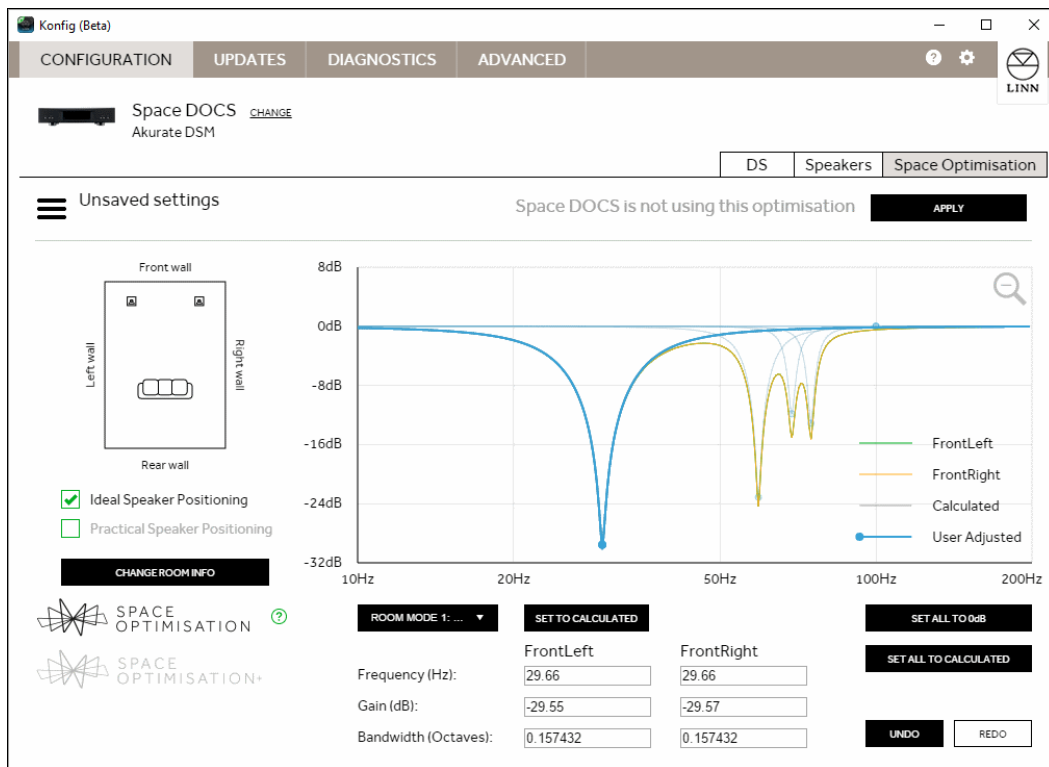 Konfig (Beta)
CONFIGURATION UPDATES DIAGNOSTICS ADVANCED ?
LINN
Space DOCS CHANGE
Akurate DSM
DS Speakers Space Optimisation
Unsaved settings
Space DOCS is not using this optimisation APPLY
Front wall
Left wall
Right wall
Rear wall
Ideal Speaker Positioning
Practical Speaker Positioning
CHANGE ROOM INFO
SPACE
OPTIMISATION ?
SPACE
OPTIMISATION+
8dB
0dB
-8dB
-16dB
-24dB
-32dB
10Hz 20Hz 50Hz 100Hz 200Hz
FrontLeft
FrontRight
Calculated
User Adjusted
ROOM MODE 1: ... SET TO CALCULATED SET ALL TO 0dB
SET ALL TO CALCULATED
FrontLeft FrontRight
Frequency (Hz): 29.66 29.66
Gain (dB): -29.55 -29.57
Bandwidth (Octaves): 0.157432 0.157432
UNDO REDO